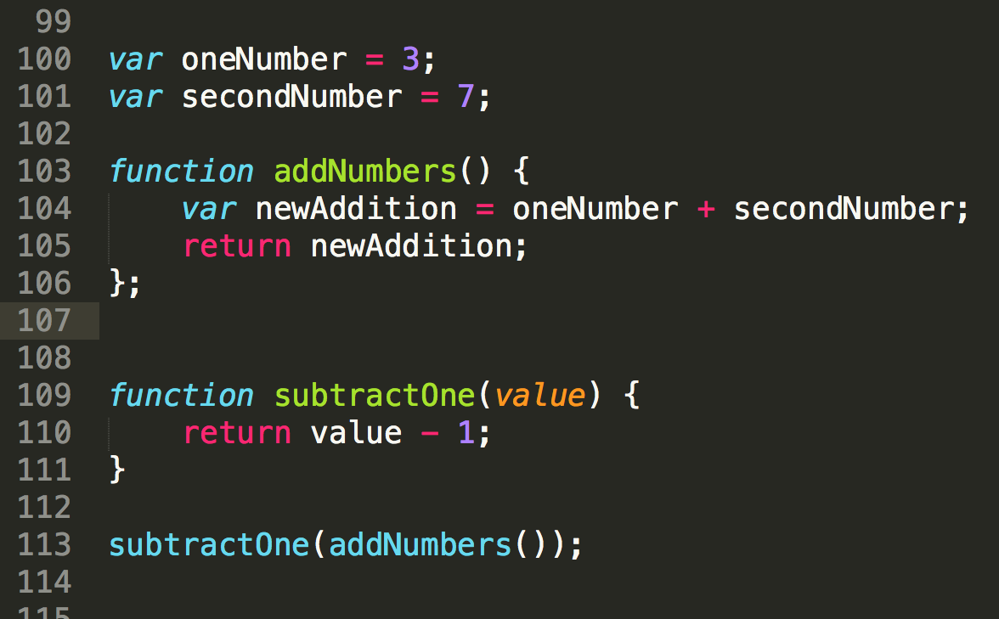 99
100 var oneNumber = 3;
101 var secondNumber = 7;
102
103 function addNumbers() {
104     var newAddition = oneNumber + secondNumber;
105     return newAddition;
106 };
107
108
109 function subtractOne(value) {
110     return value - 1;
111 }
112
113 subtractOne(addNumbers());
114
115